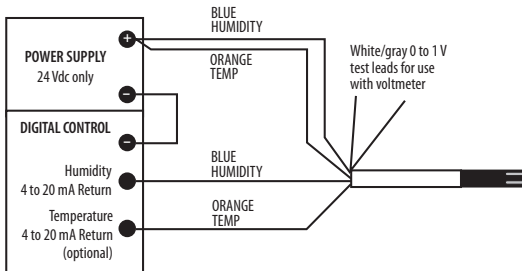 BLUE
HUMIDITY
+
POWER SUPPLY
24 Vdc only
ORANGE
TEMP
White/gray 0 to 1 V
test leads for use
with voltmeter
−
DIGITAL CONTROL
−
Humidity
4 to 20 mA Return
BLUE
HUMIDITY
Temperature
4 to 20 mA Return
(optional)
ORANGE
TEMP